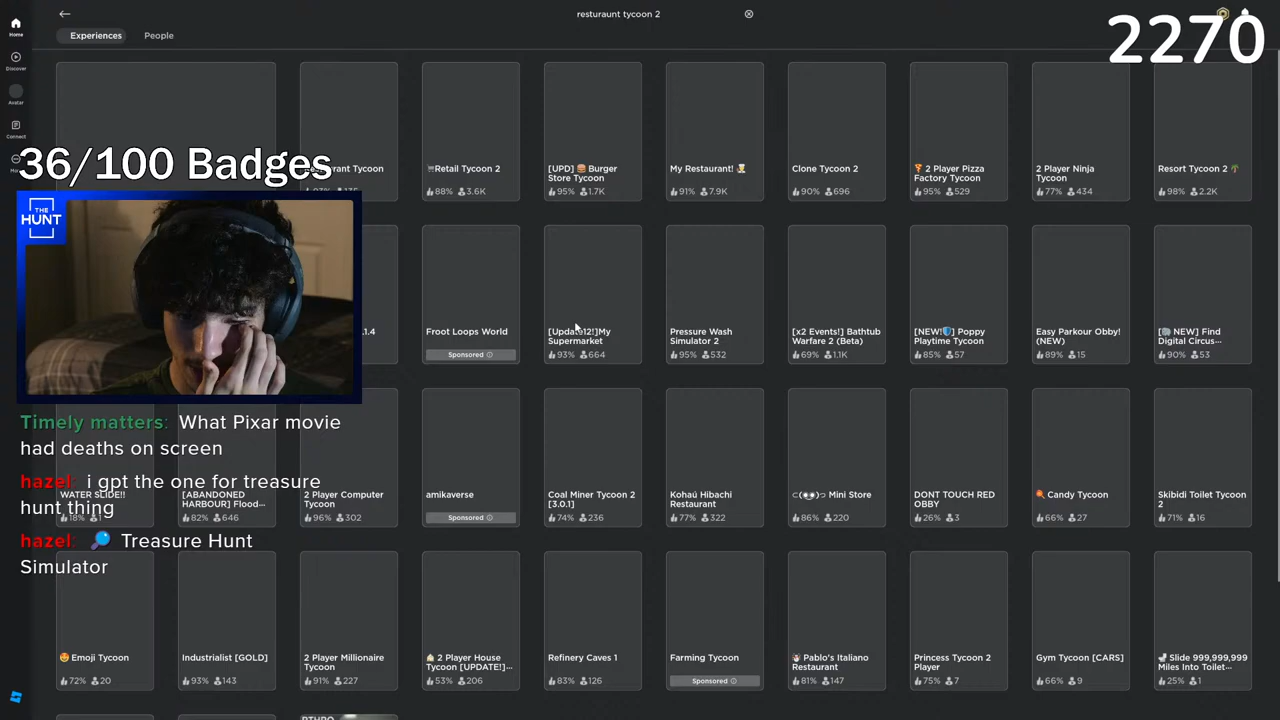 resturaunt tycoon 2
2270
Home
Experiences
People
Discover
Avatar
Connect
36/100 Badges
Tycoon
🛒Retail Tycoon 2
88% 3.6K
[UPD] 🍔 Burger
Store Tycoon
95% 1.7K
My Restaurant! 👨‍🍳
91% 7.9K
Clone Tycoon 2
90% 696
🍕 2 Player Pizza
Factory Tycoon
95% 529
2 Player Ninja
Tycoon
77% 434
Resort Tycoon 2 🌴
98% 2.2K
THE
HUNT
1.4
Froot Loops World
Sponsored
[Update12!]My
Supermarket
93% 664
Pressure Wash
Simulator 2
95% 532
[x2 Events!] Bathtub
Warfare 2 (Beta)
69% 1.1K
[NEW!🛡️] Poppy
Playtime Tycoon
85% 57
Easy Parkour Obby!
(NEW)
89% 15
[🐘 NEW] Find
Digital Circus...
90% 53
Timely matters: What Pixar movie
had deaths on screen
hazel: i gpt the one for treasure
hunt thing
hazel: 🔎 Treasure Hunt
Simulator
WATER SLIDE!!
18% 1
[ABANDONED
HARBOUR] Flood...
82% 646
2 Player Computer
Tycoon
96% 302
amikaverse
Sponsored
Coal Miner Tycoon 2
[3.0.1]
74% 236
Kohaú Hibachi
Restaurant
77% 322
Mini Store
86% 220
DONT TOUCH RED
OBBY
26% 3
🍭 Candy Tycoon
66% 27
Skibidi Toilet Tycoon
2
71% 16
🤩 Emoji Tycoon
72% 20
Industrialist [GOLD]
93% 143
2 Player Millionaire
Tycoon
91% 227
🏠 2 Player House
Tycoon [UPDATE!]...
53% 206
Refinery Caves 1
83% 126
Farming Tycoon
Sponsored
Pablo's Italiano
Restaurant
81% 147
Princess Tycoon 2
Player
75% 7
Gym Tycoon [CARS]
66% 9
🚽 Slide 999,999,999
Miles Into Toilet...
25% 1